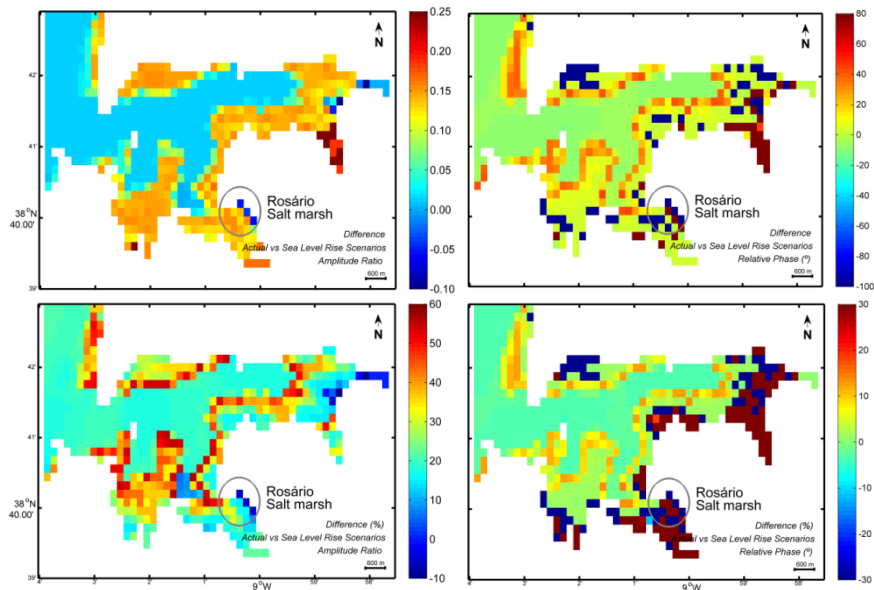 0.25
N
0.20
42'
0.15
0.10
41'
0.05
Rosário
Salt marsh
0.00
38°N
40.00'
Difference
Actual vs Sea Level Rise Scenarios
-0.05
Amplitude Ratio
600 m
39'
-0.10
80
N
60
40
20
0
-20
Rosário
Salt marsh
-40
-60
Difference
Actual vs Sea Level Rise Scenarios
-80
Relative Phase (º)
600 m
-100
60
N
50
42'
40
30
41'
20
Rosário
Salt marsh
10
38°N
40.00'
Difference (%)
0
Actual vs Sea Level Rise Scenarios
Amplitude Ratio
600 m
39'
-10
4'
3'
2'
1'
9°W
59'
58'
30
N
20
10
0
Rosário
Salt marsh
-10
Difference (%)
-20
Actual vs Sea Level Rise Scenarios
Relative Phase (º)
600 m
-30
4'
3'
2'
1'
9°W
59'
58'